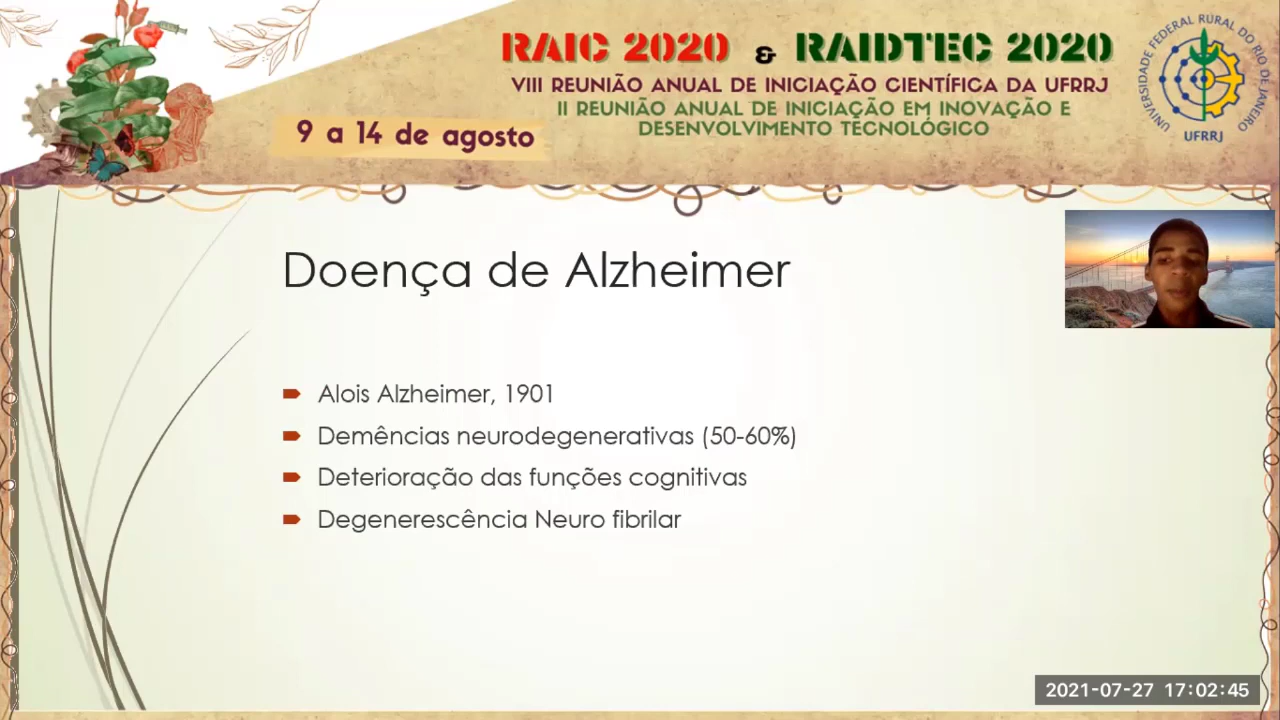 RAIC 2020 & RAIDTEC 2020
VIII REUNIÃO ANUAL DE INICIAÇÃO CIENTÍFICA DA UFRRJ
II REUNIÃO ANUAL DE INICIAÇÃO EM INOVAÇÃO E
DESENVOLVIMENTO TECNOLÓGICO
9 a 14 de agosto
UNIVERSIDADE FEDERAL RURAL DO RIO DE JANEIRO
UFRRJ
Doença de Alzheimer
Alois Alzheimer, 1901
Demências neurodegenerativas (50-60%)
Deterioração das funções cognitivas
Degenerescência Neuro fibrilar
2021-07-27 17:02:45